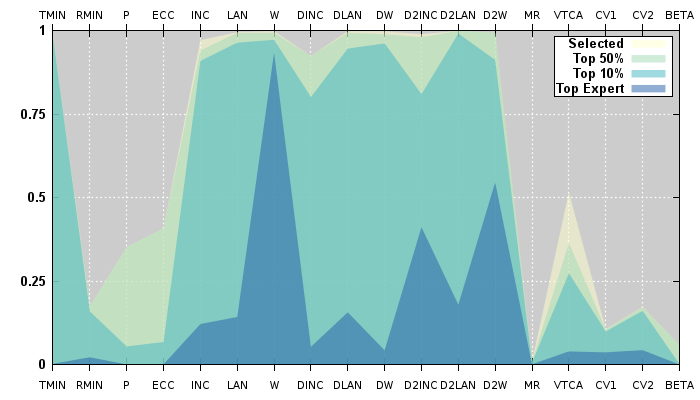 TMIN RMIN P ECC INC LAN W DINC DLAN DW D2INC D2LAN D2W MR VTCA CV1 CV2 BETA
1
Selected
Top 50%
Top 10%
Top Expert
0.75
0.5
0.25
0
TMIN RMIN P ECC INC LAN W DINC DLAN DW D2INC D2LAN D2W MR VTCA CV1 CV2 BETA